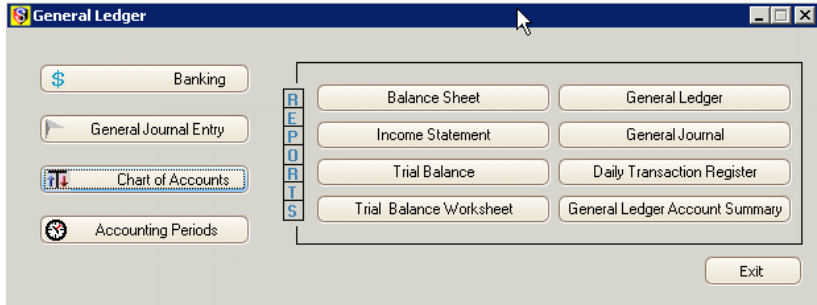 General Ledger
Banking
General Journal Entry
Chart of Accounts
Accounting Periods
REPORTS
Balance Sheet
General Ledger
Income Statement
General Journal
Trial Balance
Daily Transaction Register
Trial Balance Worksheet
General Ledger Account Summary
Exit